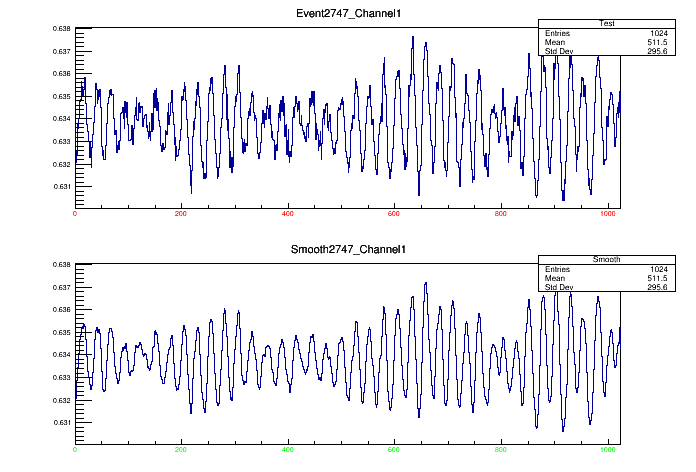 Event2747_Channel1
Test
Entries 1024
Mean 511.5
Std Dev 295.6
0.638
0.637
0.636
0.635
0.634
0.633
0.632
0.631
0 200 400 600 800 1000
Smooth2747_Channel1
Smooth
Entries 1024
Mean 511.5
Std Dev 295.6
0.638
0.637
0.636
0.635
0.634
0.633
0.632
0.631
0 200 400 600 800 1000